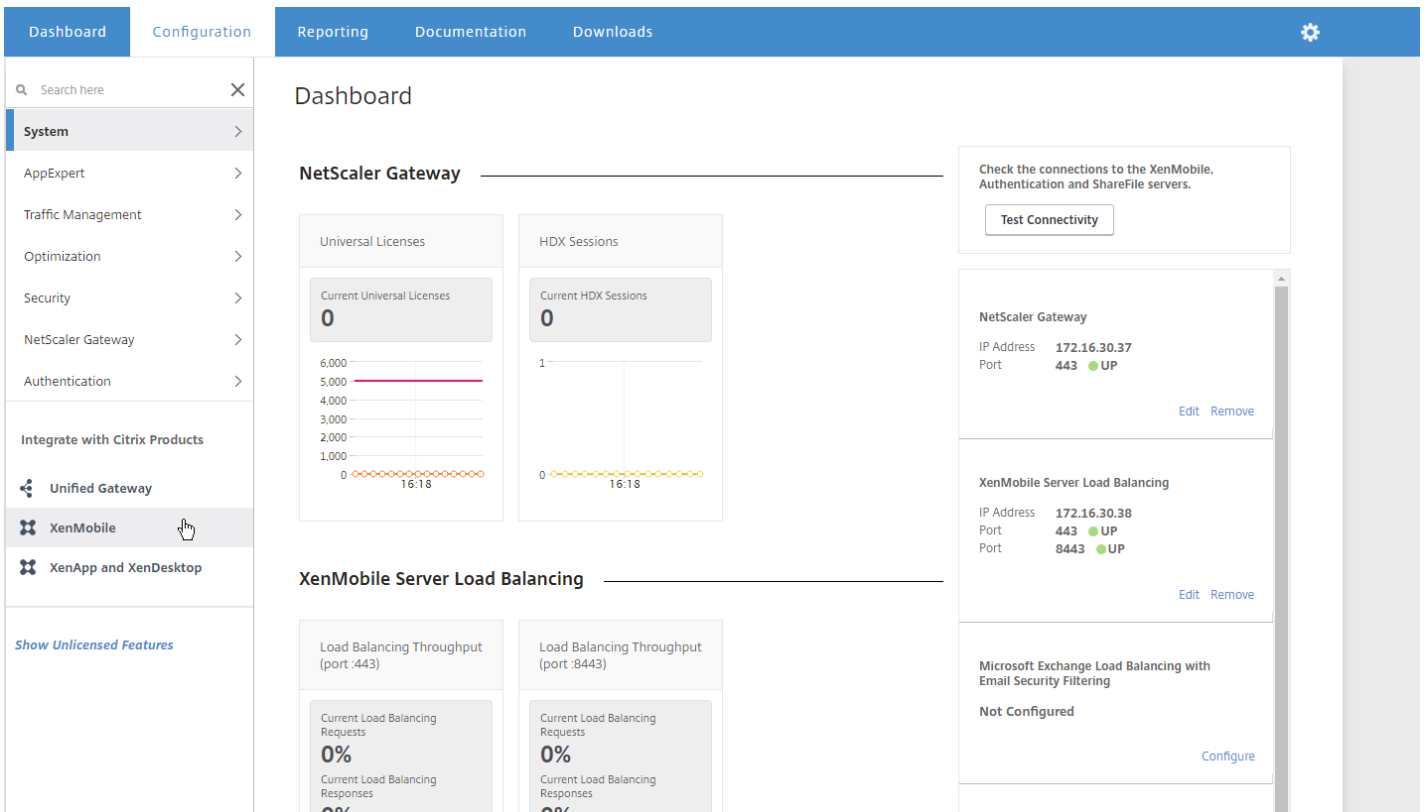 Dashboard
Configuration
Reporting
Documentation
Downloads
Search here
System
AppExpert
Traffic Management
Optimization
Security
NetScaler Gateway
Authentication
Integrate with Citrix Products
Unified Gateway
XenMobile
XenApp and XenDesktop
Show Unlicensed Features
Dashboard
NetScaler Gateway
Universal Licenses
Current Universal Licenses
0
6,000
5,000
4,000
3,000
2,000
1,000
0
16:18
HDX Sessions
Current HDX Sessions
0
1
0
16:18
XenMobile Server Load Balancing
Load Balancing Throughput
(port :443)
Current Load Balancing
Requests
0%
Current Load Balancing
Responses
0%
Load Balancing Throughput
(port :8443)
Current Load Balancing
Requests
0%
Current Load Balancing
Responses
0%
Check the connections to the XenMobile,
Authentication and ShareFile servers.
Test Connectivity
NetScaler Gateway
IP Address 172.16.30.37
Port 443 UP
Edit Remove
XenMobile Server Load Balancing
IP Address 172.16.30.38
Port 443 UP
Port 8443 UP
Edit Remove
Microsoft Exchange Load Balancing with
Email Security Filtering
Not Configured
Configure